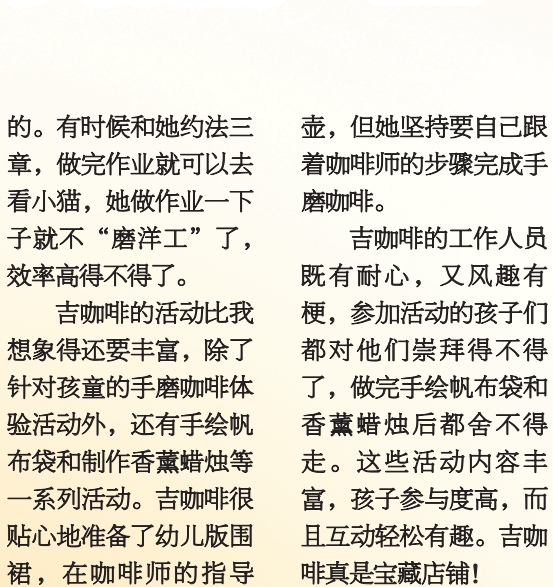 的。有时候和她约法三
章，做完作业就可以去
看小猫，她做作业一下
子就不“磨洋工”了，
效率高得不得了。
吉咖啡的活动比我
想象得还要丰富，除了
针对孩童的手磨咖啡体
验活动外，还有手绘帆
布袋和制作香薰蜡烛等
一系列活动。吉咖啡很
贴心地准备了幼儿版围
裙，在咖啡师的指导
壶，但她坚持要自己跟
着咖啡师的步骤完成手
磨咖啡。
吉咖啡的工作人员
既有耐心，又风趣有
梗，参加活动的孩子们
都对他们崇拜得不得
了，做完手绘帆布袋和
香薰蜡烛后都舍不得
走。这些活动内容丰
富，孩子参与度高，而
且互动轻松有趣。吉咖
啡真是宝藏店铺！